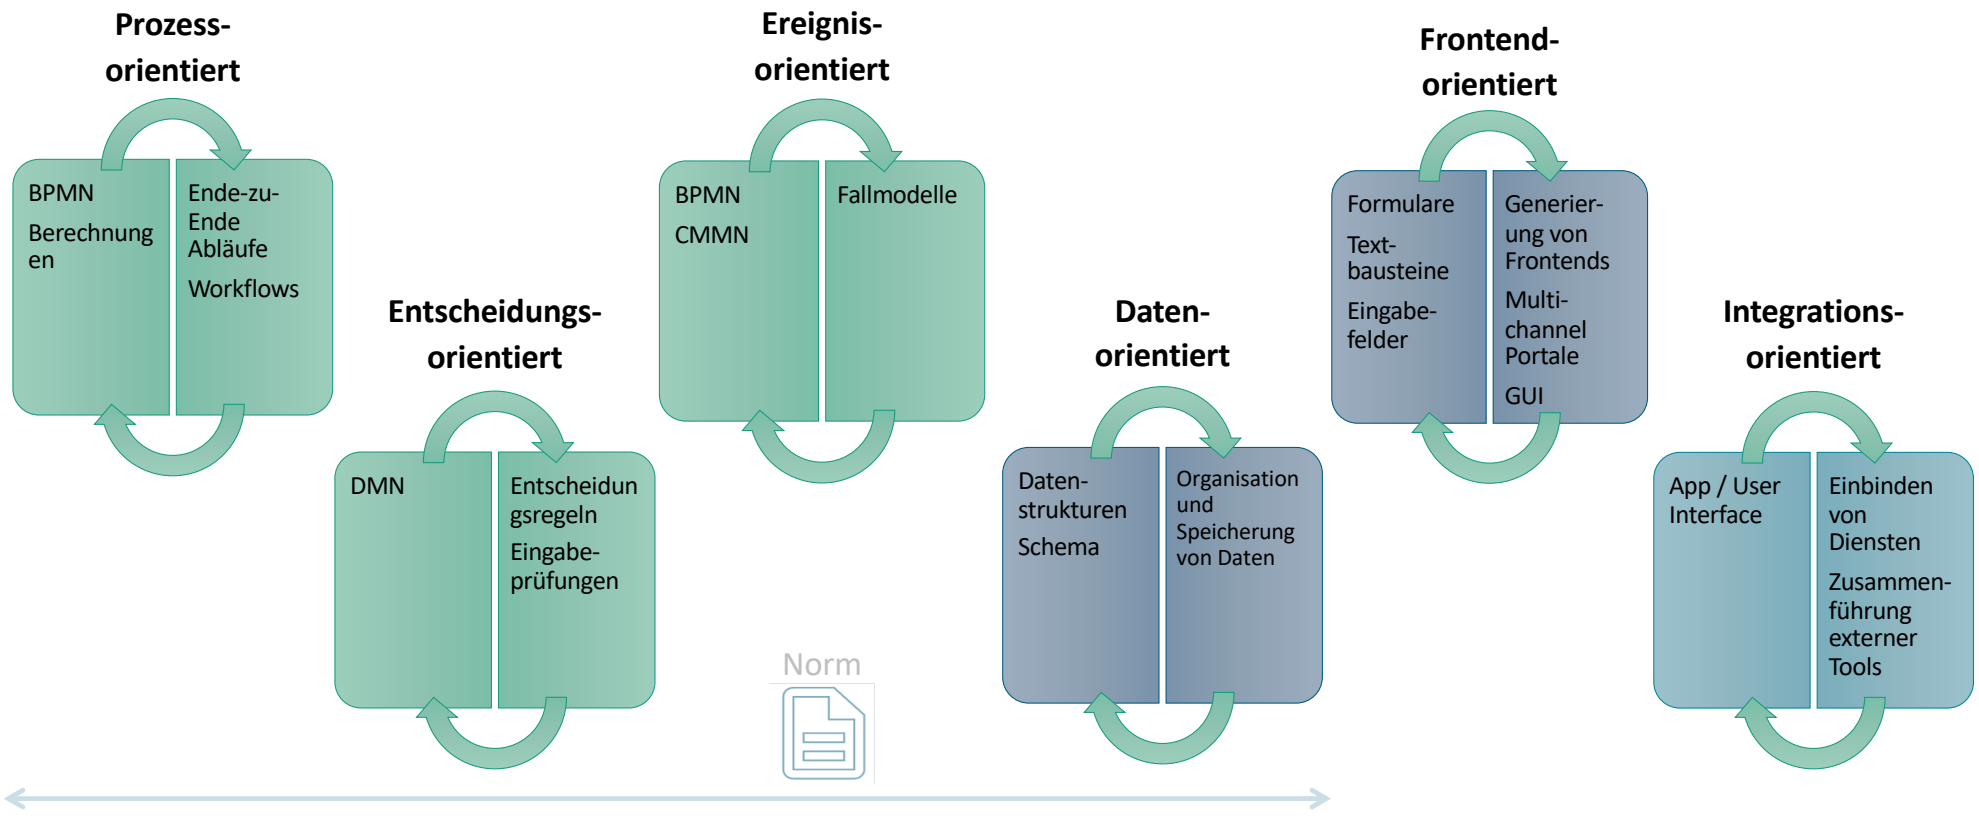 Prozess-
orientiert
BPMN
Berechnung
en
Ende-zu-
Ende
Abläufe
Workflows
Entscheidungs-
orientiert
DMN
Entscheidun
gsregeln
Eingabe-
prüfungen
Ereignis-
orientiert
BPMN
CMMN
Fallmodelle
Norm
Daten-
orientiert
Daten-
strukturen
Schema
Organisation
und
Speicherung
von Daten
Frontend-
orientiert
Formulare
Text-
bausteine
Eingabe-
felder
Generier-
ung von
Frontends
Multi-
channel
Portale
GUI
Integrations-
orientiert
App / User
Interface
Einbinden
von
Diensten
Zusammen-
führung
externer
Tools